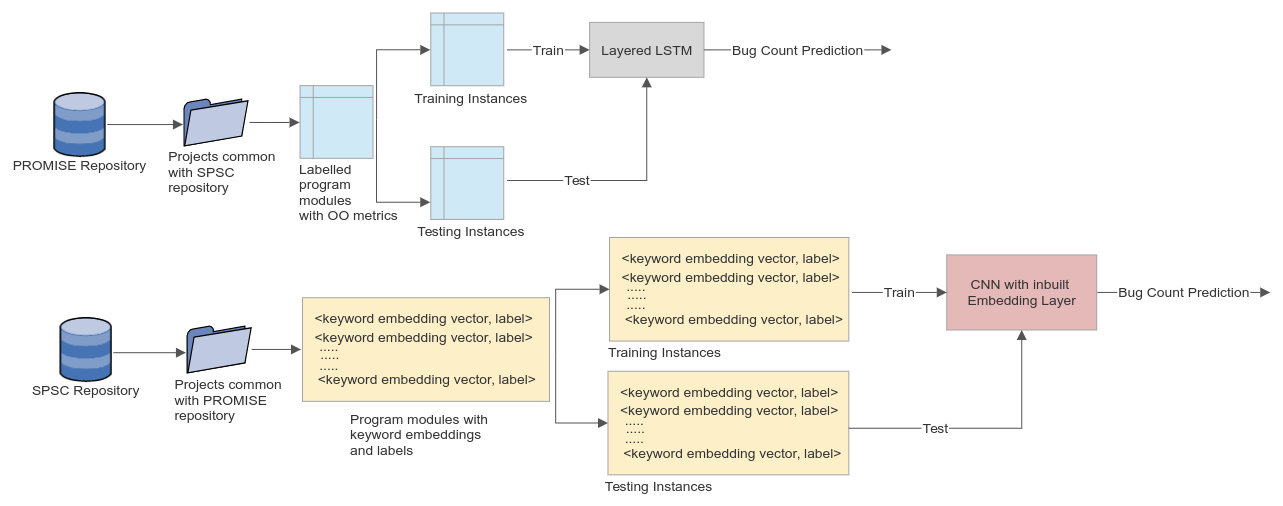 PROMISE Repository
Projects common
with SPSC
repository
Labelled
program
modules
with OO metrics
Training Instances
Testing Instances
Train
Test
Layered LSTM
Bug Count Prediction
SPSC Repository
Projects common
with PROMISE
repository
<keyword embedding vector, label>
<keyword embedding vector, label>
.....
.....
.....
<keyword embedding vector, label>
Program modules with
keyword embeddings
and labels
<keyword embedding vector, label>
<keyword embedding vector, label>
.....
.....
.....
<keyword embedding vector, label>
Training Instances
<keyword embedding vector, label>
<keyword embedding vector, label>
.....
.....
.....
<keyword embedding vector, label>
Testing Instances
Train
Test
CNN with inbuilt
Embedding Layer
Bug Count Prediction